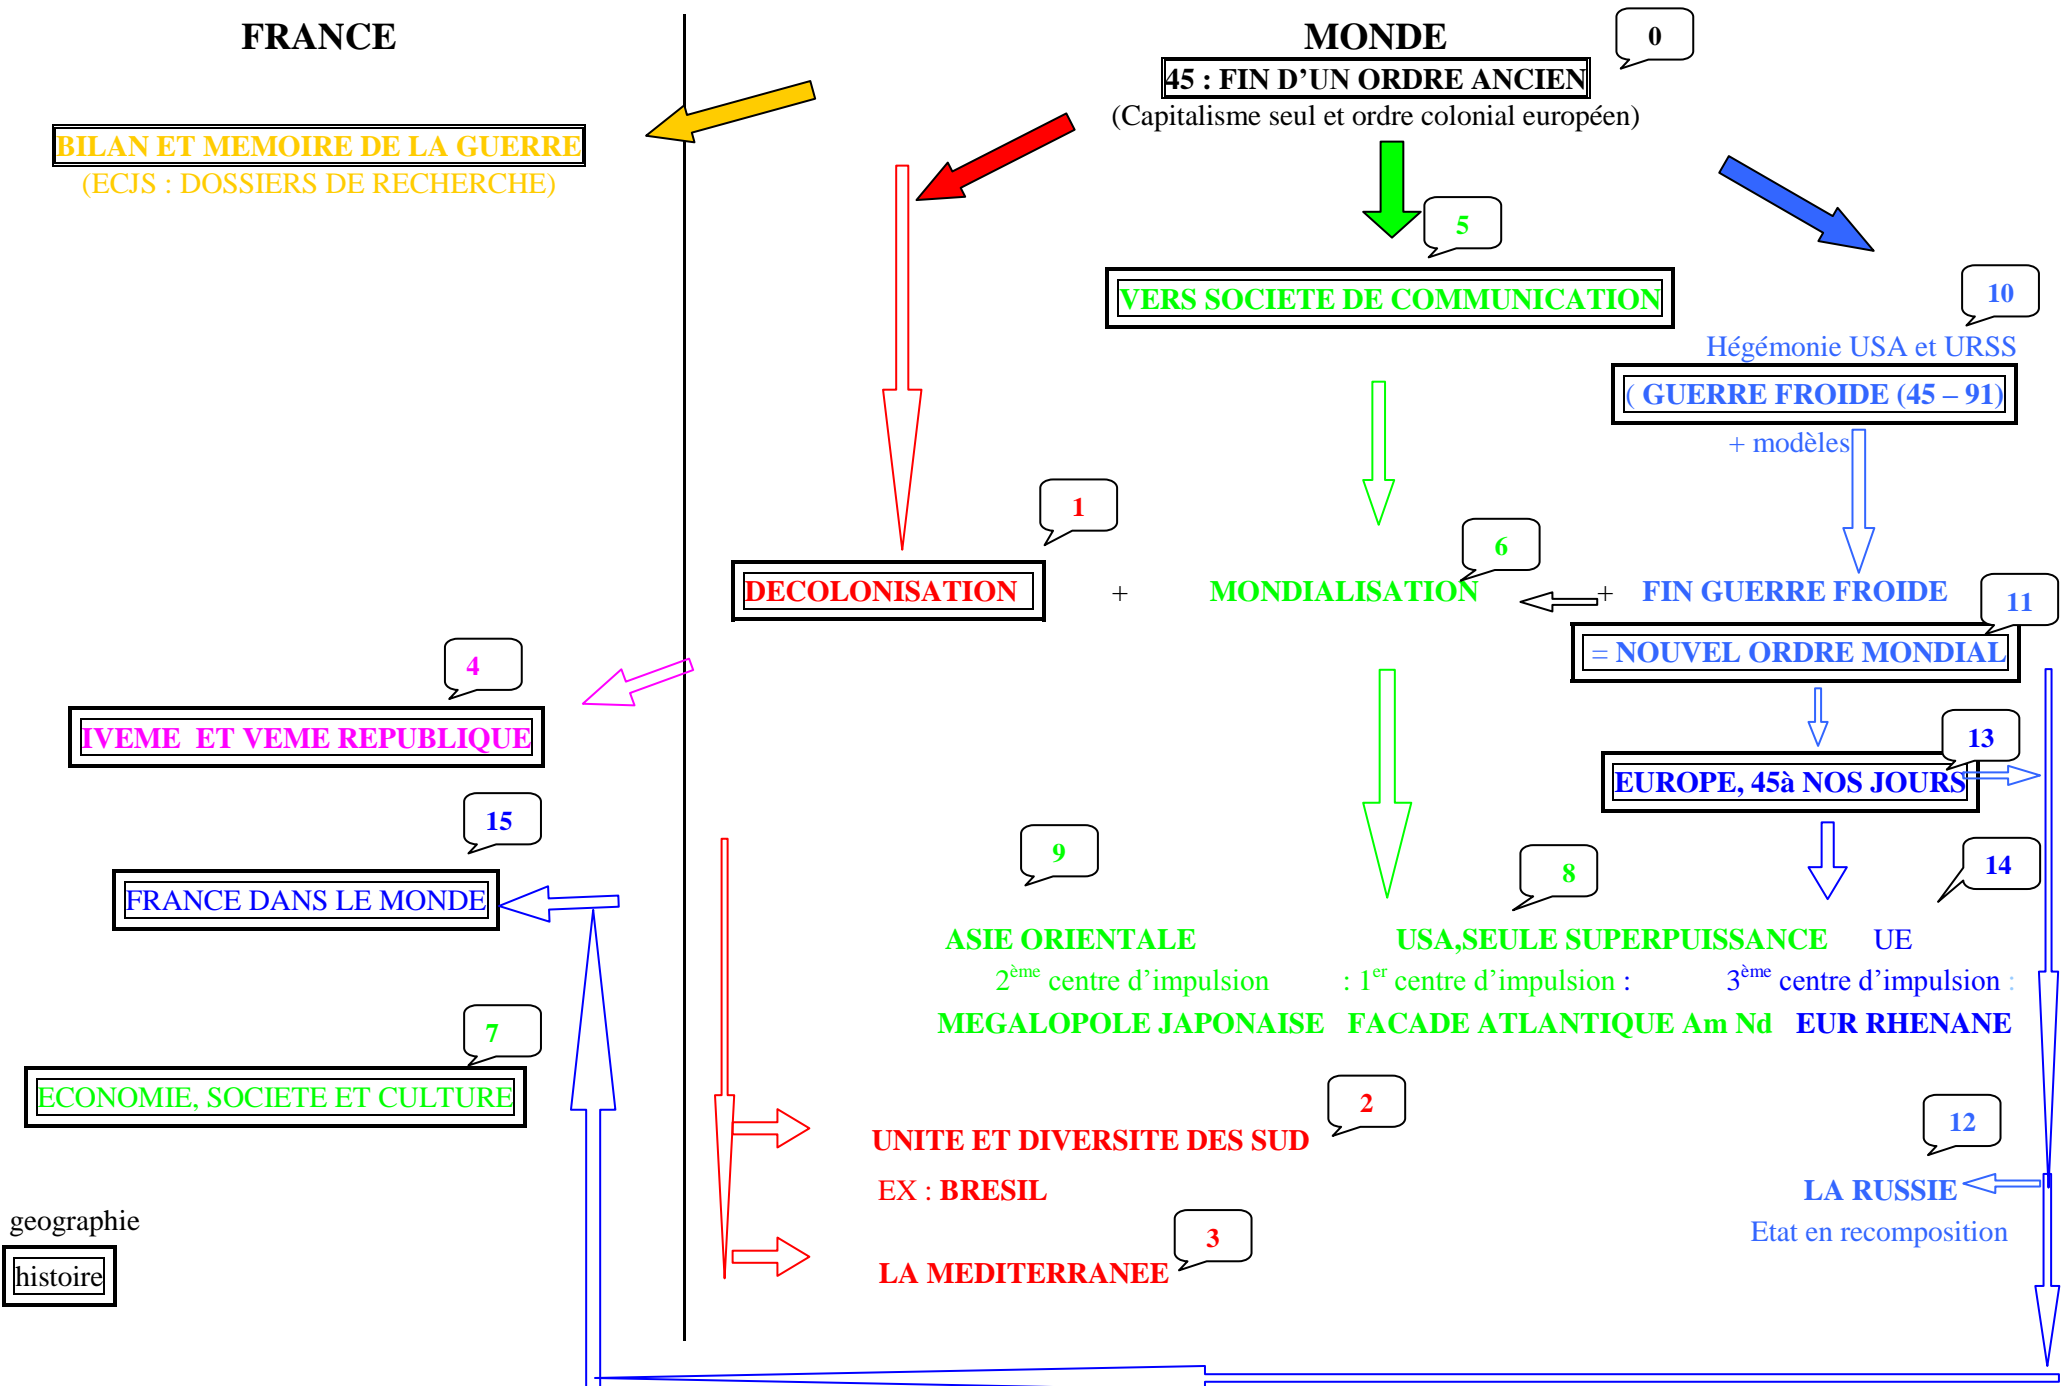 FRANCE
MONDE
0
45 : FIN D’UN ORDRE ANCIEN
(Capitalisme seul et ordre colonial européen)
BILAN ET MEMOIRE DE LA GUERRE
(ECJS : DOSSIERS DE RECHERCHE)
5
VERS SOCIETE DE COMMUNICATION
10
Hégémonie USA et URSS
( GUERRE FROIDE (45 – 91)
+ modèles
1
6
DECOLONISATION + MONDIALISATION + FIN GUERRE FROIDE
11
= NOUVEL ORDRE MONDIAL
4
IVEME ET VEME REPUBLIQUE
13
EUROPE, 45à NOS JOURS
15
FRANCE DANS LE MONDE
9
8
14
ASIE ORIENTALE USA,SEULE SUPERPUISSANCE UE
2ème centre d’impulsion : 1er centre d’impulsion : 3ème centre d’impulsion :
MEGALOPOLE JAPONAISE FACADE ATLANTIQUE Am Nd EUR RHENANE
7
ECONOMIE, SOCIETE ET CULTURE
2
UNITE ET DIVERSITE DES SUD
EX : BRESIL
12
LA RUSSIE
Etat en recomposition
3
LA MEDITERRANEE
geographie
histoire